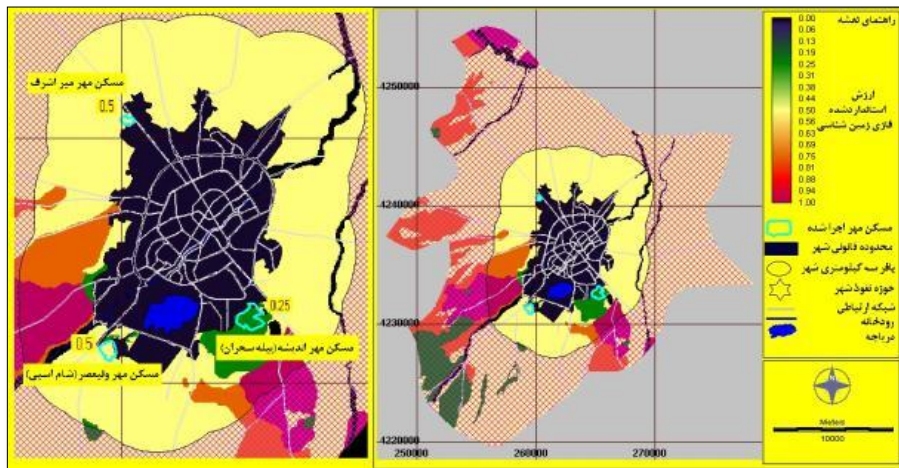 مسکن مهر میر اشرف
0.5
0.25
مسکن مهر اندیشه(بیله سحران)
0.5
مسکن مهر ولیعصر(شام اسبی)
4250000
4240000
4230000
4220000
250000
260000
270000
راهنمای نقشه
0.00
0.06
0.13
0.19
0.25
0.31
0.38
0.44
0.50
0.56
0.63
0.69
0.75
0.81
0.88
0.94
1.00
ارزش
استانداردشده
فازی زمین شناسی
مسکن مهر اجرا شده
محدوده قانونی شهر
بافر سه کیلومتری شهر
حوزه نفوذ شهر
شبکه ارتباطی
رودخانه
دریاچه
Meters
10000